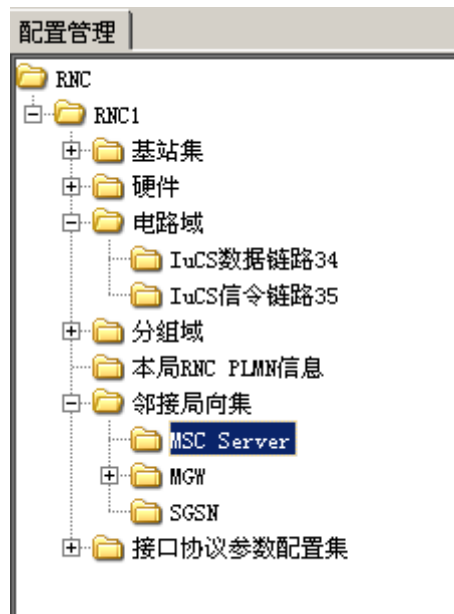 配置管理
RNC
RNC1
基站集
硬件
电路域
IuCS数据链路34
IuCS信令链路35
分组域
本局RNC PLMN信息
邻接局向集
MSC Server
MGW
SGSN
接口协议参数配置集